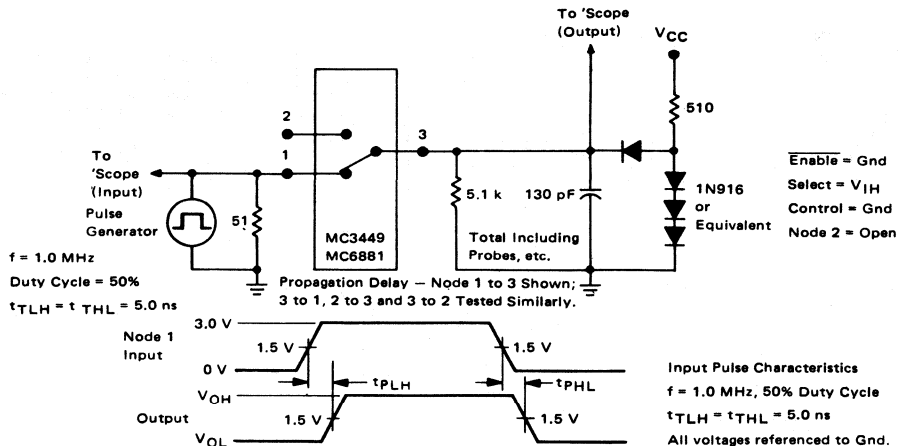 To 'Scope
(Output)
VCC
510
2
3
1
To
'Scope
(Input)
Pulse
Generator
51
5.1 k
130 pF
1N916
or
Equivalent
Enable = Gnd
Select = VIH
Control = Gnd
Node 2 = Open
MC3449
MC6881
Total Including
Probes, etc.
f = 1.0 MHz
Duty Cycle = 50%
tTLH = t THL = 5.0 ns
Propagation Delay — Node 1 to 3 Shown;
3 to 1, 2 to 3 and 3 to 2 Tested Similarly.
Node 1
Input
3.0 V
1.5 V
1.5 V
0 V
tPLH
tPHL
Output
VOH
1.5 V
1.5 V
VOL
Input Pulse Characteristics
f = 1.0 MHz, 50% Duty Cycle
tTLH = tTHL = 5.0 ns
All voltages referenced to Gnd.